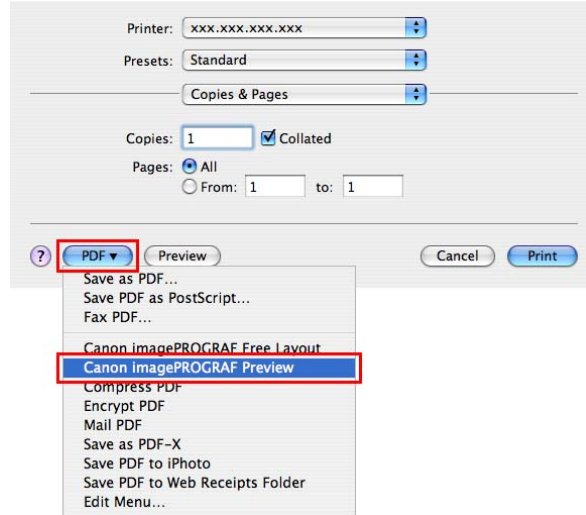 Printer: xxx.xxx.xxx.xxx
Presets: Standard
Copies & Pages
Copies: 1 Collated
Pages: All
From: 1 to: 1
? PDF▼ Preview Cancel Print
Save as PDF...
Save PDF as PostScript...
Fax PDF...
Canon imagePROGRAF Free Layout
Canon imagePROGRAF Preview
Compress PDF
Encrypt PDF
Mail PDF
Save as PDF-X
Save PDF to iPhoto
Save PDF to Web Receipts Folder
Edit Menu...